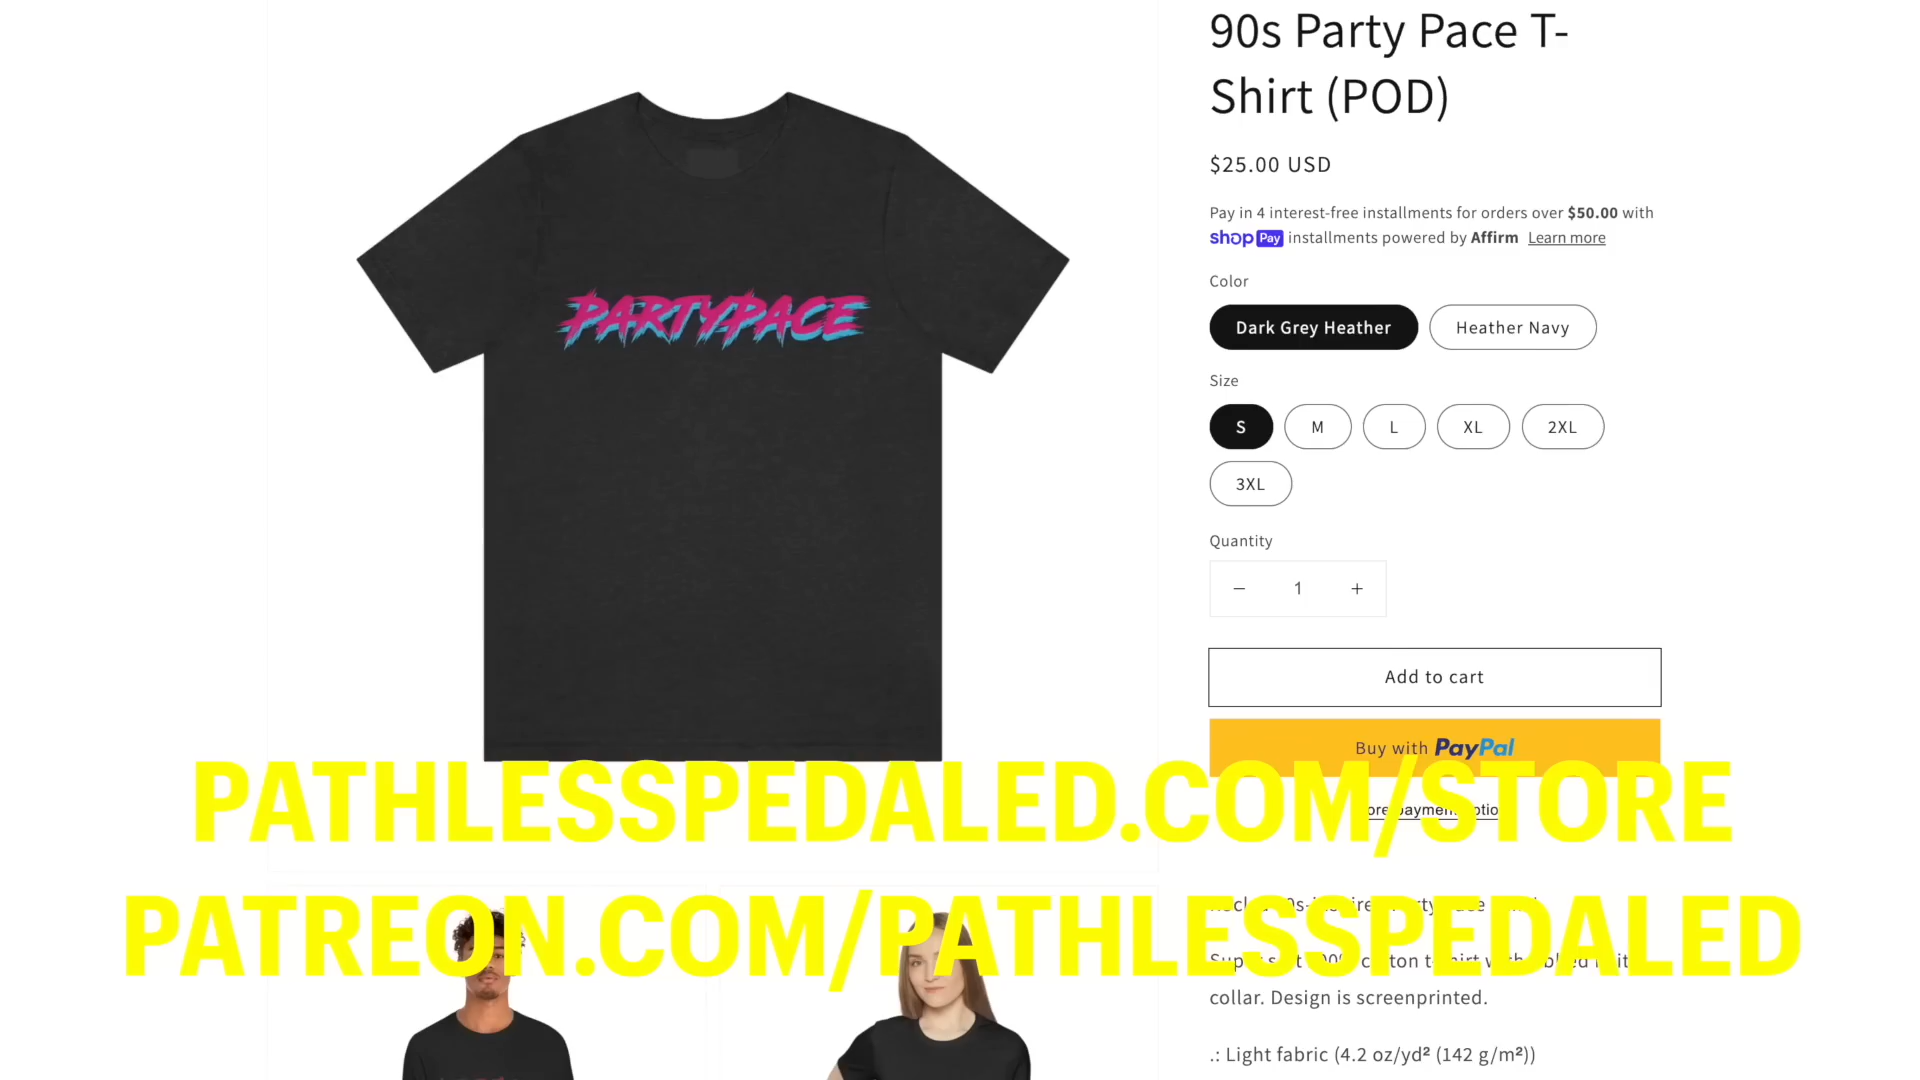 90s Party Pace T-
Shirt (POD)
$25.00 USD
Pay in 4 interest-free installments for orders over $50.00 with
shop Pay installments powered by Affirm Learn more
PARTYPACE
Color
Dark Grey Heather
Heather Navy
Size
S M L XL 2XL
3XL
Quantity
− 1 +
Add to cart
Buy with PayPal
PATHLESSPEDALED.COM/STORE
PATREON.COM/PATHLESSPEDALED
collar. Design is screenprinted.
.: Light fabric (4.2 oz/yd² (142 g/m²))